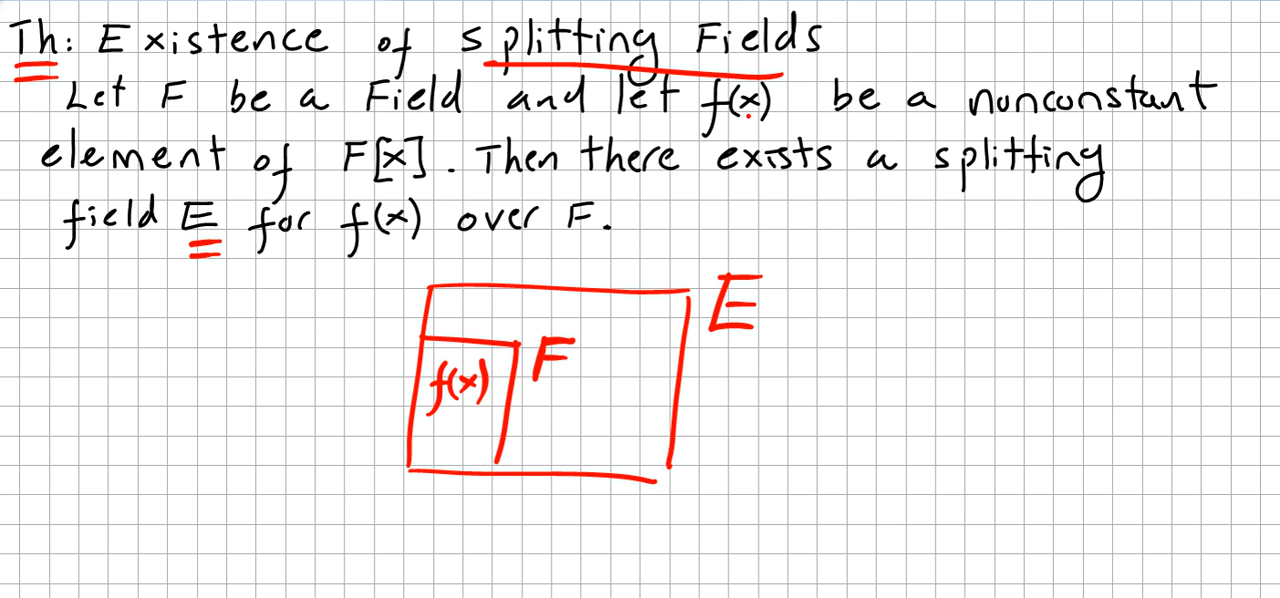 Th: Existence of splitting Fields
Let F be a Field and let f(x) be a nonconstant
element of F[x]. Then there exists a splitting
field E for f(x) over F.
E
F
f(x)